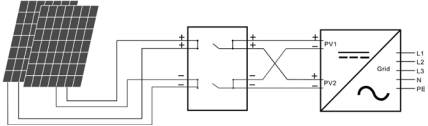 + +
+ +
− −
− −
+ PV1
−
+
− PV2
Grid
L1
L2
L3
N
PE